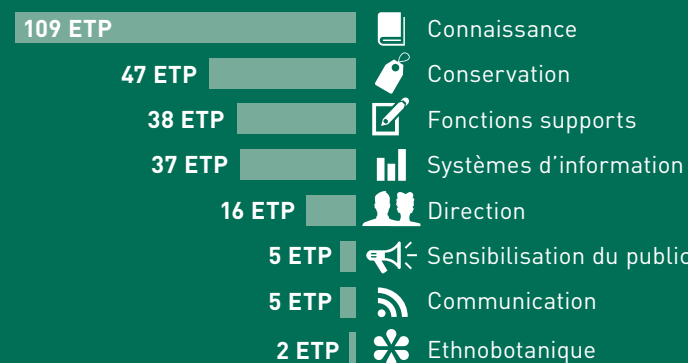 109 ETP Connaissance
47 ETP Conservation
38 ETP Fonctions supports
37 ETP Systèmes d'information
16 ETP Direction
5 ETP Sensibilisation du public
5 ETP Communication
2 ETP Ethnobotanique